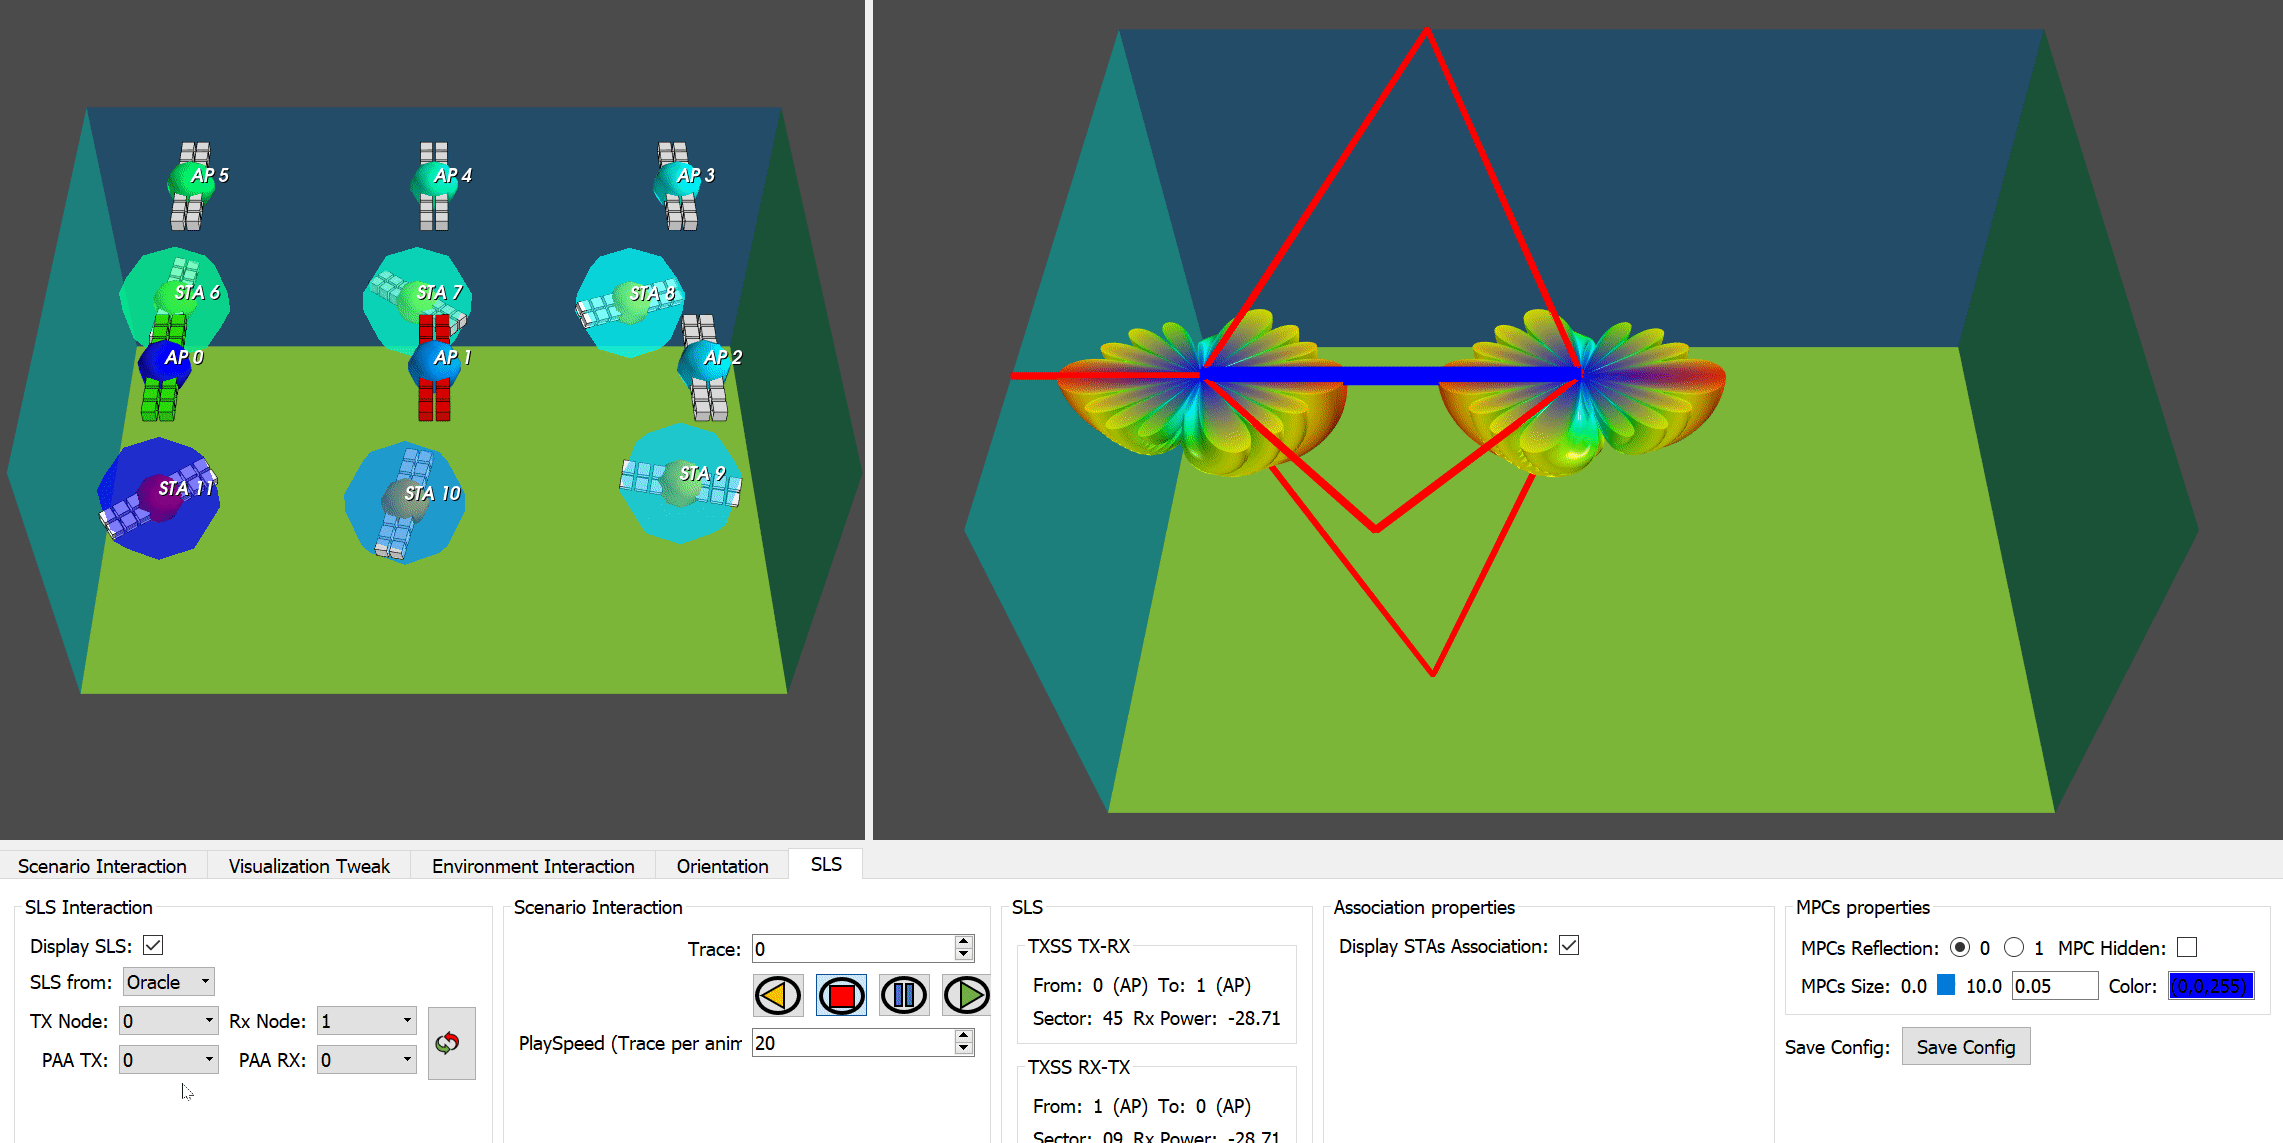 AP 5
AP 4
AP 3
STA 6
STA 7
STA 8
AP 0
AP 1
AP 2
STA 11
STA 10
STA 9
Scenario Interaction
Visualization Tweak
Environment Interaction
Orientation
SLS
SLS Interaction
Display SLS:
SLS from: Oracle
TX Node: 0 Rx Node: 1
PAA TX: 0 PAA RX: 0
Scenario Interaction
Trace: 0
PlaySpeed (Trace per anim 20
SLS
TXSS TX-RX
From: 0 (AP) To: 1 (AP)
Sector: 45 Rx Power: -28.71
TXSS RX-TX
From: 1 (AP) To: 0 (AP)
Sector: 09 Rx Power: -28.71
Association properties
Display STAs Association:
MPCs properties
MPCs Reflection: 0 1 MPC Hidden:
MPCs Size: 0.0 10.0 0.05 Color: (0,0,255)
Save Config: Save Config